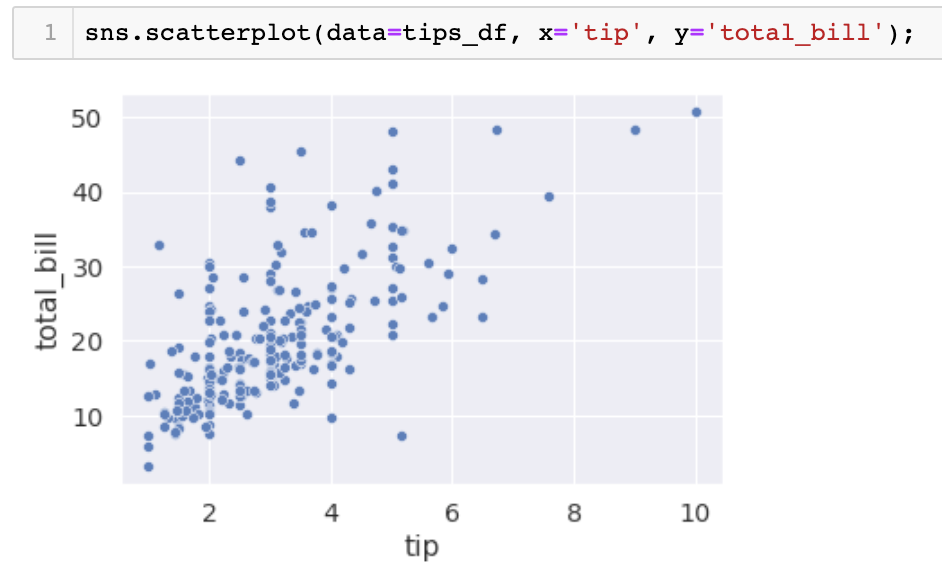 1 sns.scatterplot(data=tips_df, x='tip', y='total_bill');
50
40
30
20
10
total_bill
2 4 6 8 10
tip